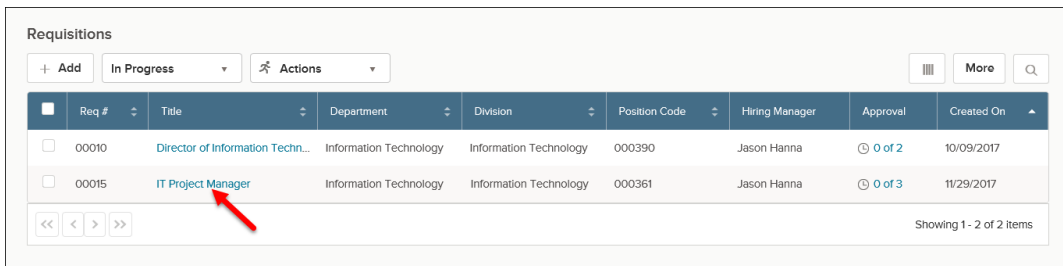 Requisitions
+ Add In Progress Actions More
Req # Title Department Division Position Code Hiring Manager Approval Created On
00010 Director of Information Techn... Information Technology Information Technology 000390 Jason Hanna 0 of 2 10/09/2017
00015 IT Project Manager Information Technology Information Technology 000361 Jason Hanna 0 of 3 11/29/2017
<< < > >> Showing 1 - 2 of 2 items